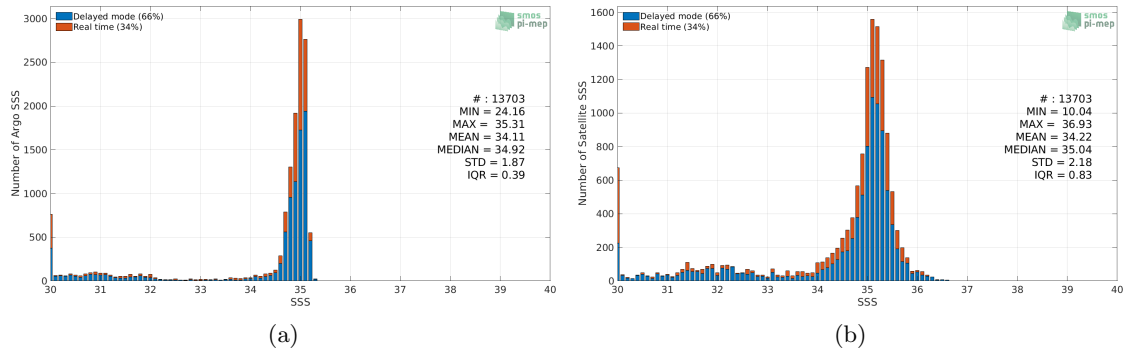 Delayed mode (66%)
Real time (34%)
smos
pi-mep
3000
2500
2000
1500
1000
500
0
Number of Argo SSS
# : 13703
MIN = 24.16
MAX = 35.31
MEAN = 34.11
MEDIAN = 34.92
STD = 1.87
IQR = 0.39
30 31 32 33 34 35 36 37 38 39 40
SSS
(a)
Delayed mode (66%)
Real time (34%)
smos
pi-mep
1600
1400
1200
1000
800
600
400
200
0
Number of Satellite SSS
# : 13703
MIN = 10.04
MAX = 36.93
MEAN = 34.22
MEDIAN = 35.04
STD = 2.18
IQR = 0.83
30 31 32 33 34 35 36 37 38 39 40
SSS
(b)